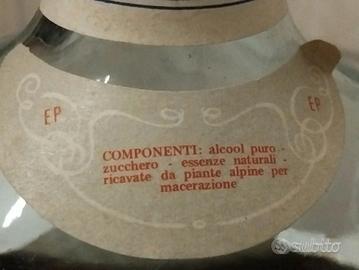 EP
EP
COMPONENTI: alcool puro -
zucchero - essenze naturali -
ricavate da piante alpine per
macerazione
subito